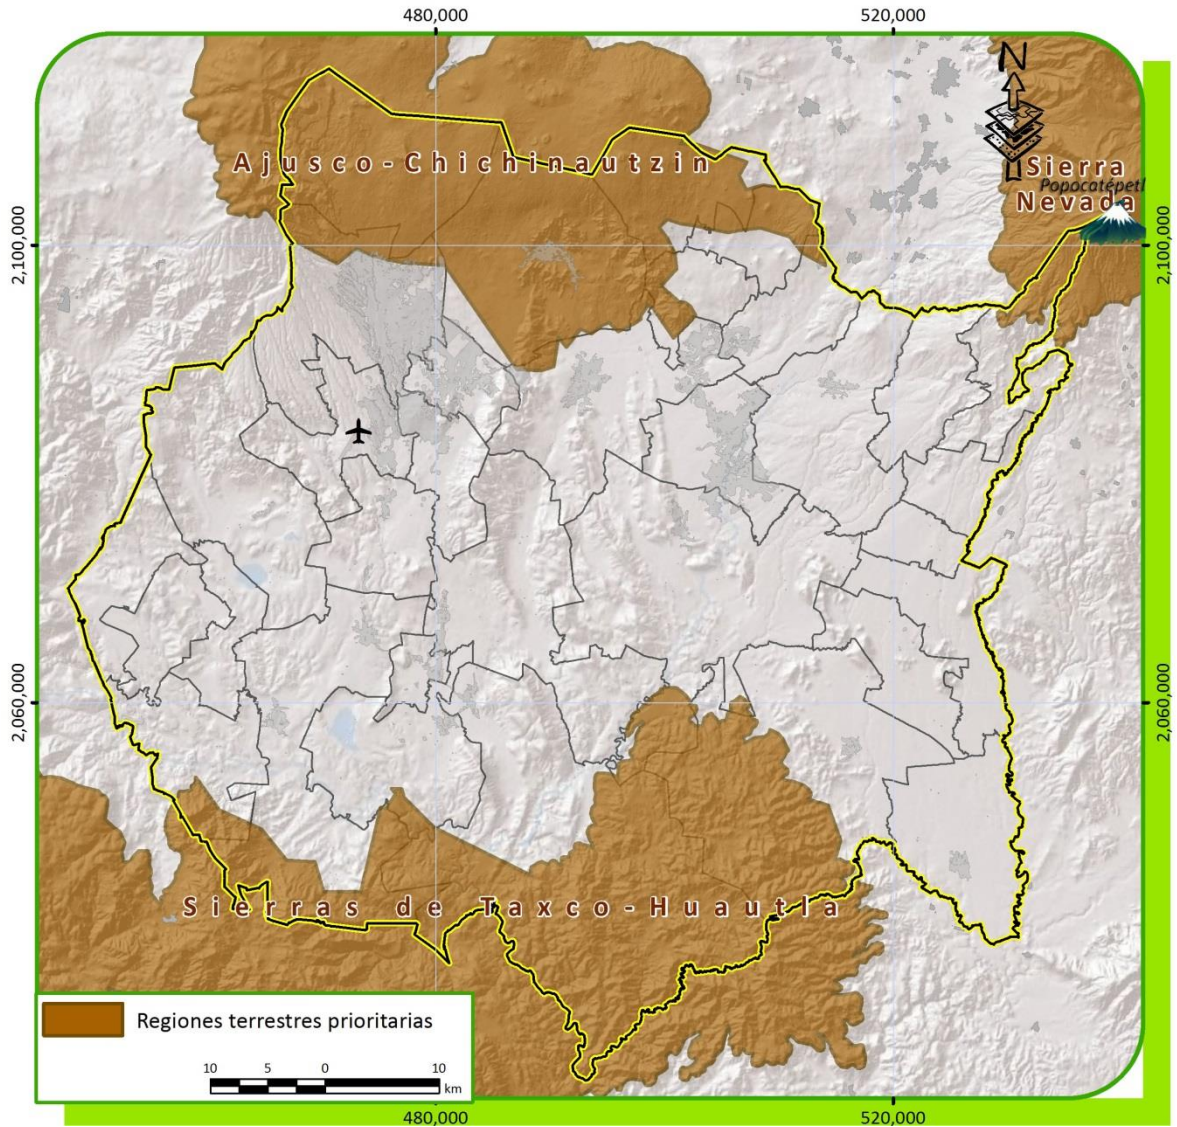 480,000
520,000
N
Ajusco-Chichinautzin
Sierra
Popocatépetl
Nevada
2,100,000
2,100,000
2,060,000
2,060,000
Sierras de Taxco-Huautla
Regiones terrestres prioritarias
10 5 0 10
km
480,000
520,000